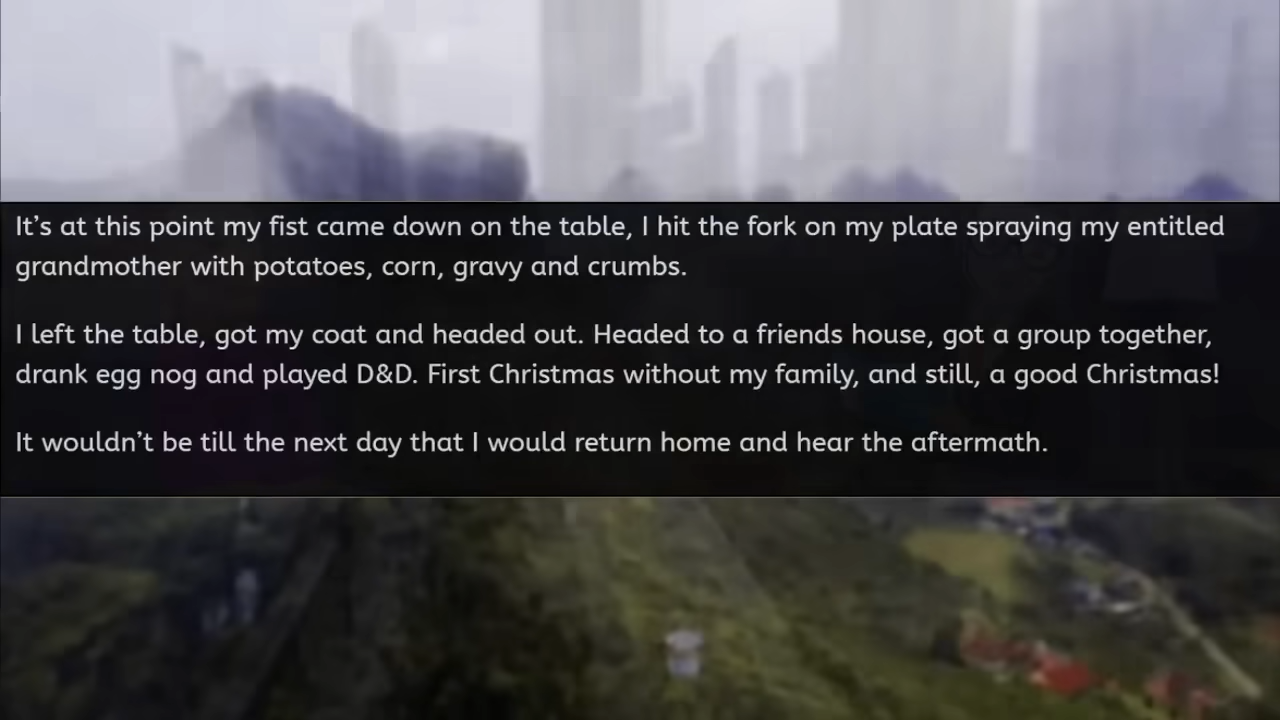 It’s at this point my fist came down on the table, I hit the fork on my plate spraying my entitled
grandmother with potatoes, corn, gravy and crumbs.
I left the table, got my coat and headed out. Headed to a friends house, got a group together,
drank egg nog and played D&D. First Christmas without my family, and still, a good Christmas!
It wouldn’t be till the next day that I would return home and hear the aftermath.